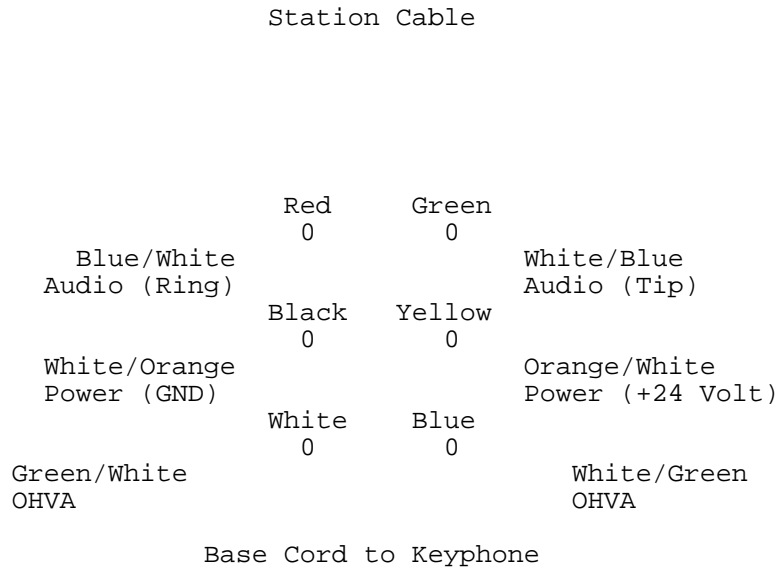 Station Cable
Red Green
0 0
Blue/White White/Blue
Audio (Ring) Audio (Tip)
Black Yellow
0 0
White/Orange Orange/White
Power (GND) Power (+24 Volt)
White Blue
0 0
Green/White White/Green
OHVA OHVA
Base Cord to Keyphone